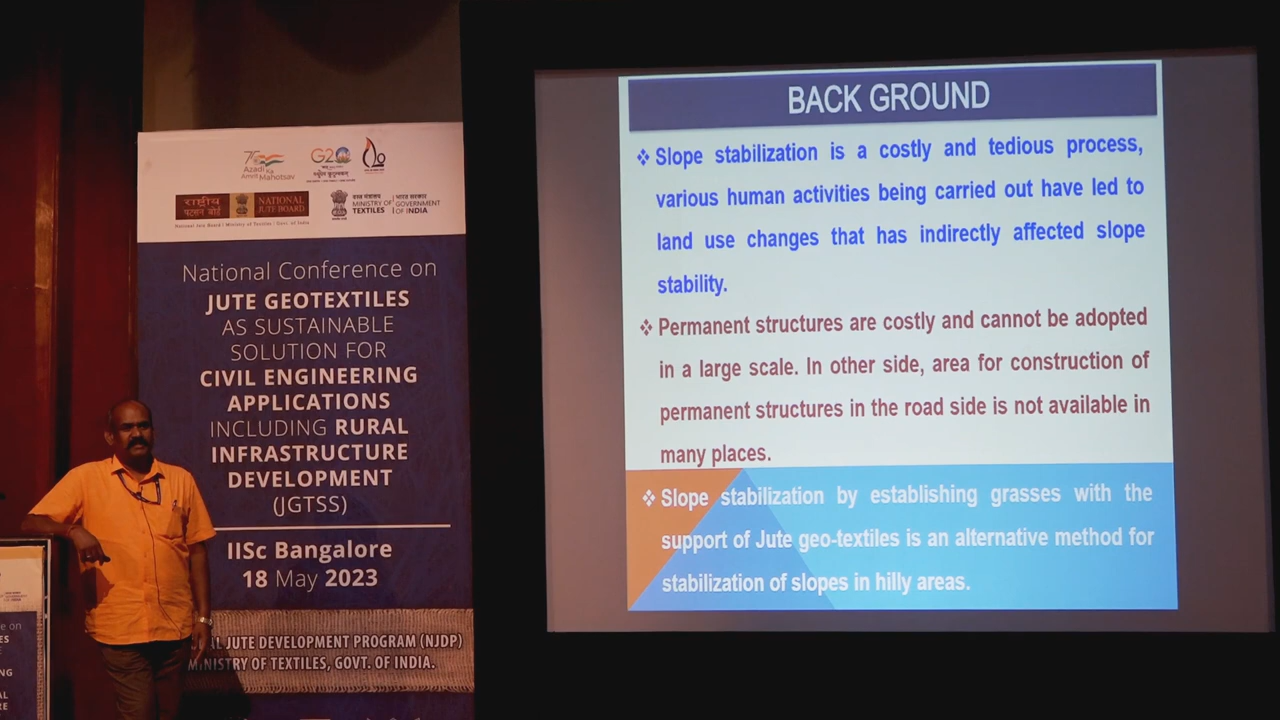 75
Azadi Ka
Amrit Mahotsav
G20
राष्ट्रीय
पटसन बोर्ड
NATIONAL
JUTE BOARD
National Jute Board / Ministry of Textiles / Govt. of India
वस्त्र मंत्रालय
MINISTRY OF
TEXTILES
भारत सरकार
GOVERNMENT
OF INDIA
National Conference on
JUTE GEOTEXTILES
AS SUSTAINABLE
SOLUTION FOR
CIVIL ENGINEERING
APPLICATIONS
INCLUDING RURAL
INFRASTRUCTURE
DEVELOPMENT
(JGTSS)
IISc Bangalore
18 May 2023
JUTE DEVELOPMENT PROGRAM (NJDP)
MINISTRY OF TEXTILES, GOVT. OF INDIA.
BACK GROUND
❖ Slope stabilization is a costly and tedious process,
various human activities being carried out have led to
land use changes that has indirectly affected slope
stability.
❖ Permanent structures are costly and cannot be adopted
in a large scale. In other side, area for construction of
permanent structures in the road side is not available in
many places.
❖ Slope stabilization by establishing grasses with the
support of Jute geo-textiles is an alternative method for
stabilization of slopes in hilly areas.